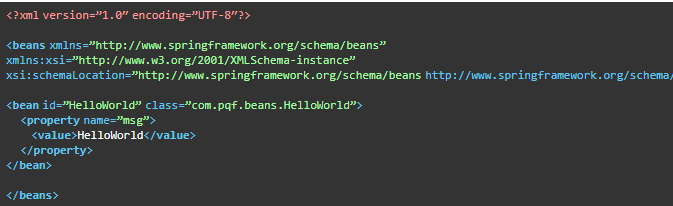 <?xml version=”1.0” encoding=”UTF-8”?>
<beans xmlns=”http://www.springframework.org/schema/beans”
xmlns:xsi=”http://www.w3.org/2001/XMLSchema-instance”
xsi:schemaLocation=”http://www.springframework.org/schema/beans http://www.springframework.org/schema/
<bean id=”HelloWorld” class=”com.pqf.beans.HelloWorld”>
<property name=”msg”>
<value>HelloWorld</value>
</property>
</bean>
</beans>